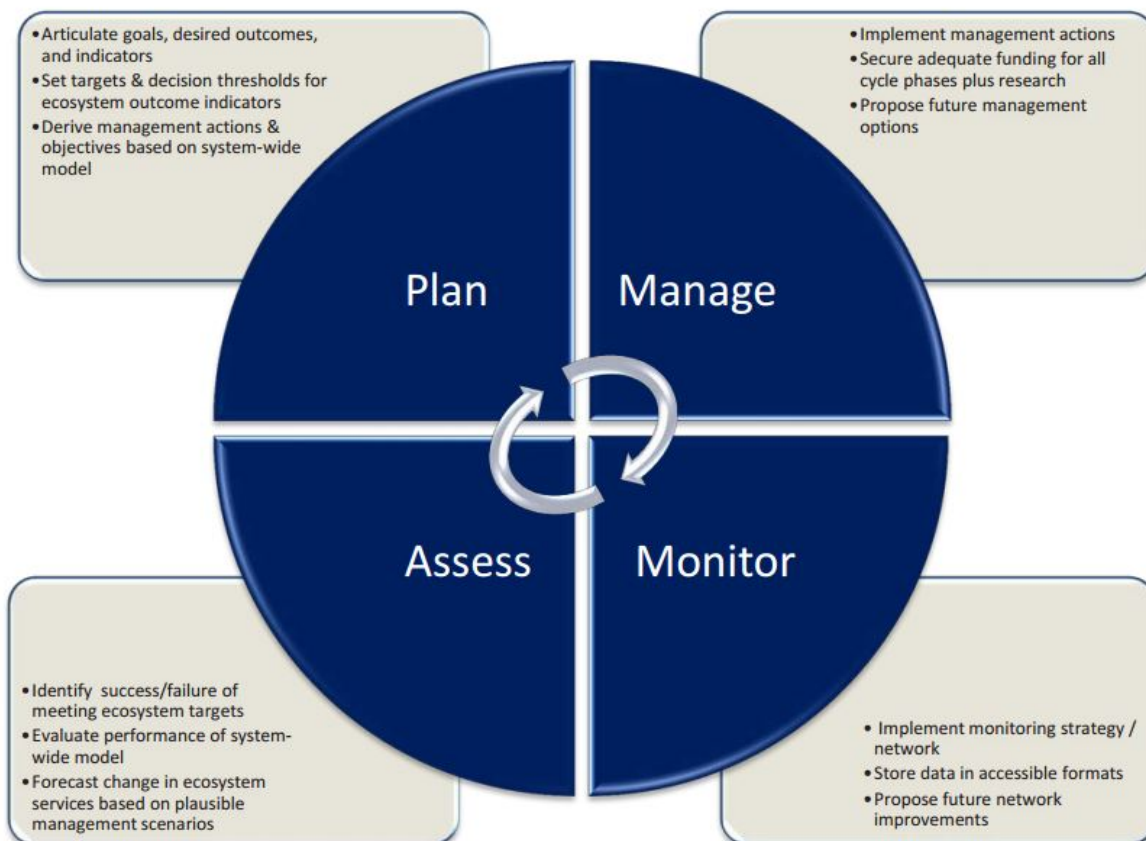 •Articulate goals, desired outcomes,
and indicators
•Set targets & decision thresholds for
ecosystem outcome indicators
•Derive management actions &
objectives based on system-wide
model
•Implement management actions
•Secure adequate funding for all
cycle phases plus research
•Propose future management
options
Plan
Manage
Assess
Monitor
•Identify success/failure of
meeting ecosystem targets
•Evaluate performance of system-
wide model
•Forecast change in ecosystem
services based on plausible
management scenarios
• Implement monitoring strategy /
network
•Store data in accessible formats
•Propose future network
improvements